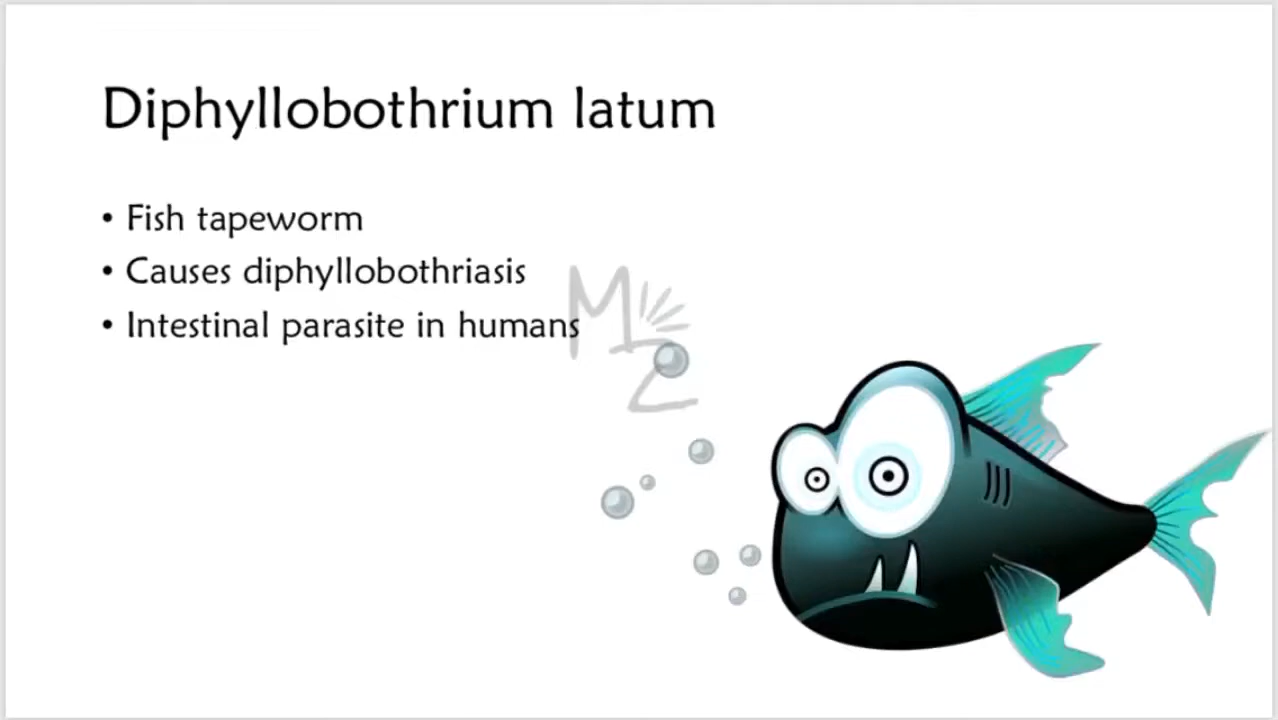 Diphyllobothrium latum
• Fish tapeworm
• Causes diphyllobothriasis
• Intestinal parasite in humans